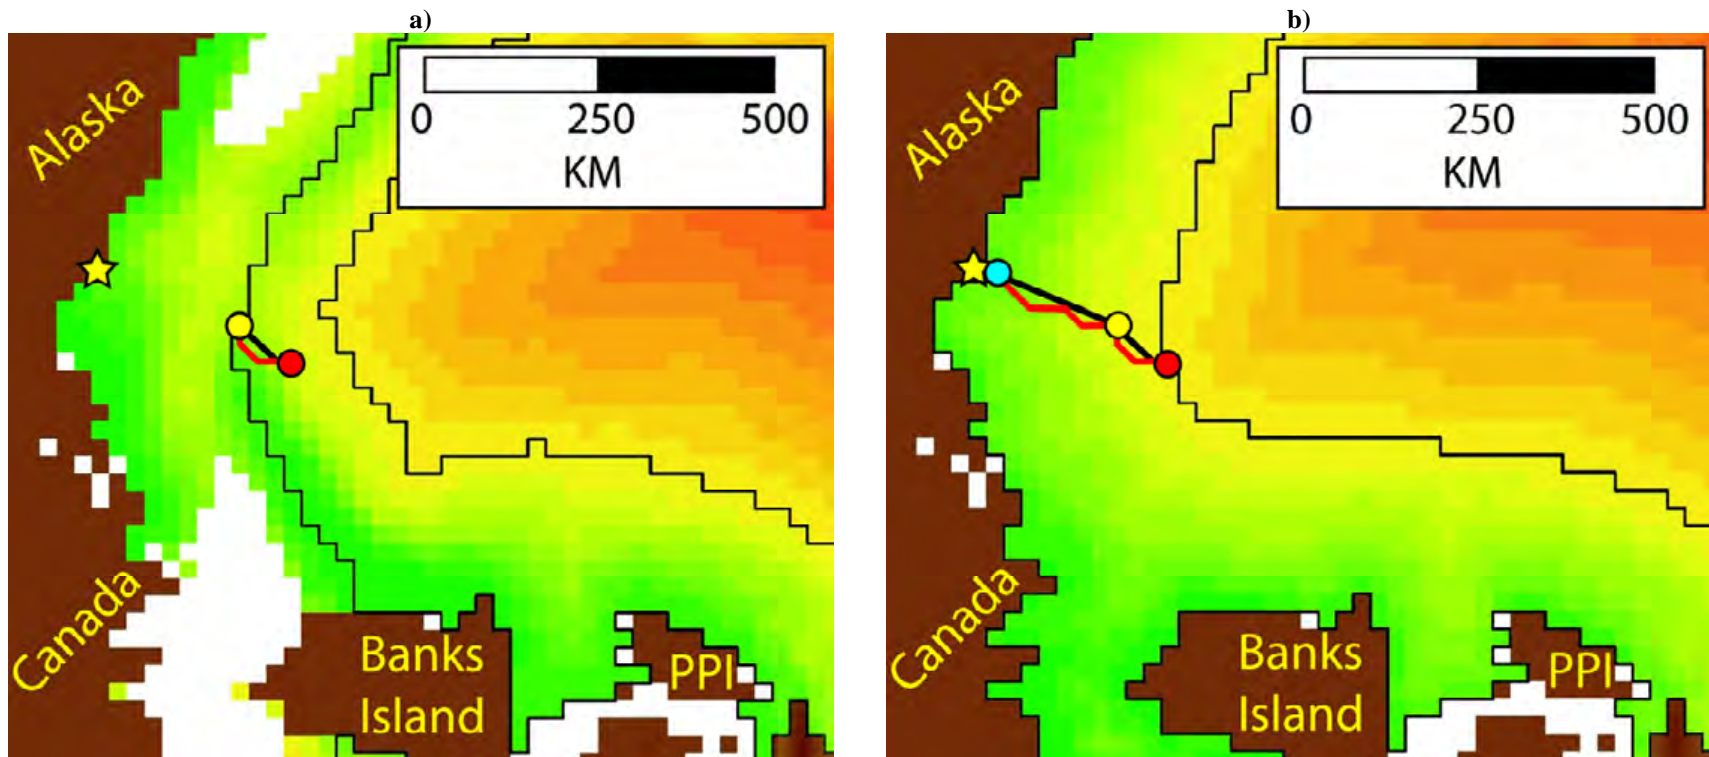 a)
Alaska
0 250 500
KM
Canada
Banks
Island
PPI
b)
Alaska
0 250 500
KM
Canada
Banks
Island
PPI